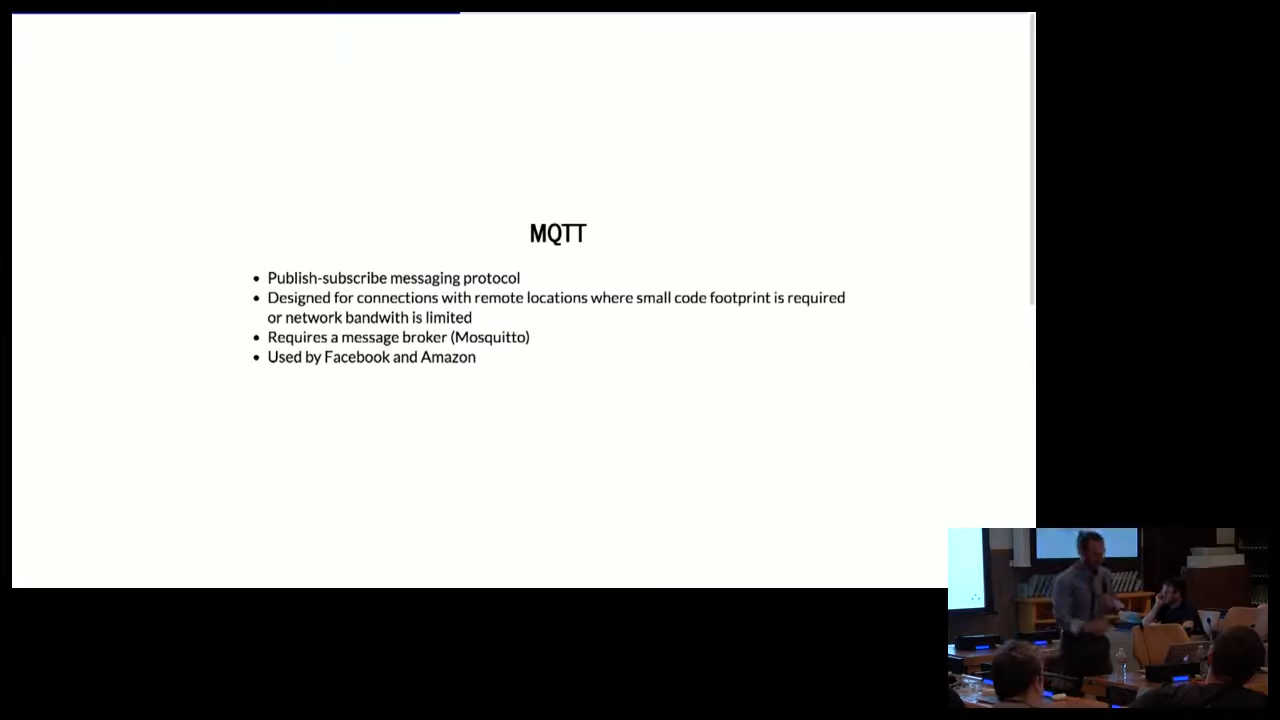 MQTT
• Publish-subscribe messaging protocol
• Designed for connections with remote locations where small code footprint is required
or network bandwith is limited
• Requires a message broker (Mosquitto)
• Used by Facebook and Amazon